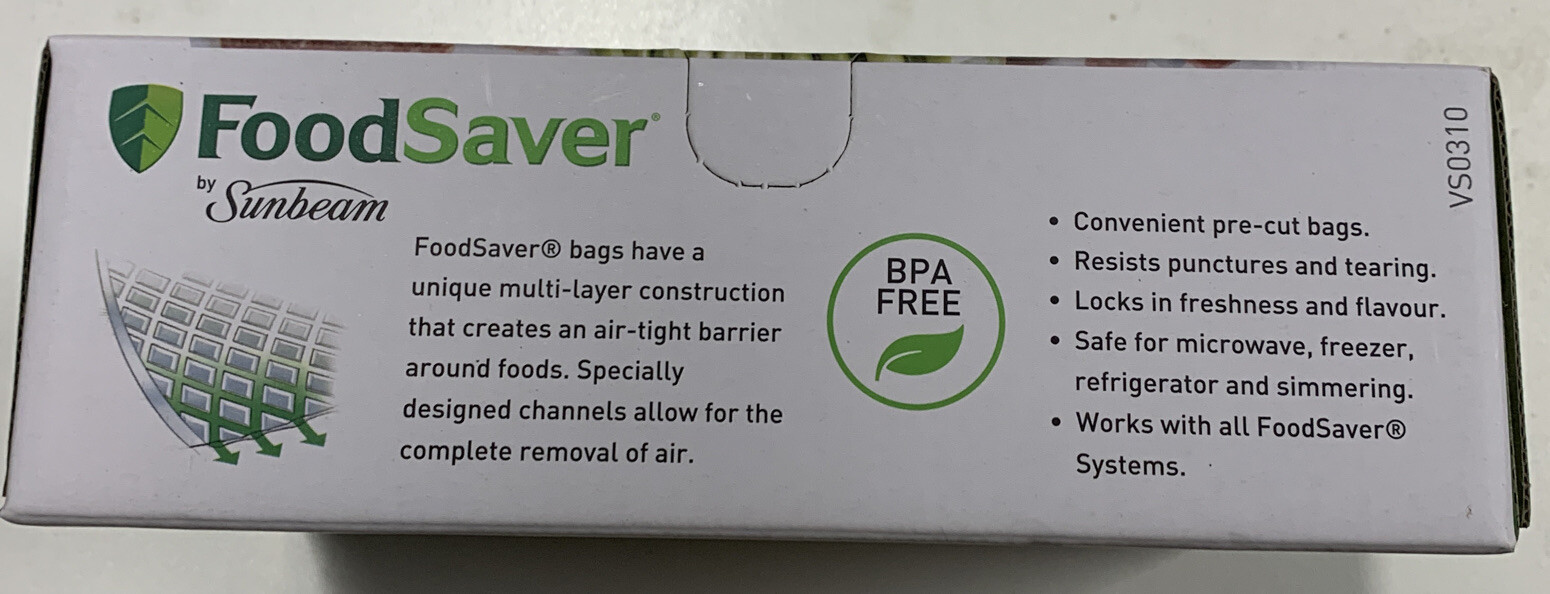 FoodSaver®
by Sunbeam
FoodSaver® bags have a
unique multi-layer construction
that creates an air-tight barrier
around foods. Specially
designed channels allow for the
complete removal of air.
BPA
FREE
• Convenient pre-cut bags.
• Resists punctures and tearing.
• Locks in freshness and flavour.
• Safe for microwave, freezer,
refrigerator and simmering.
• Works with all FoodSaver®
Systems.
VS0310